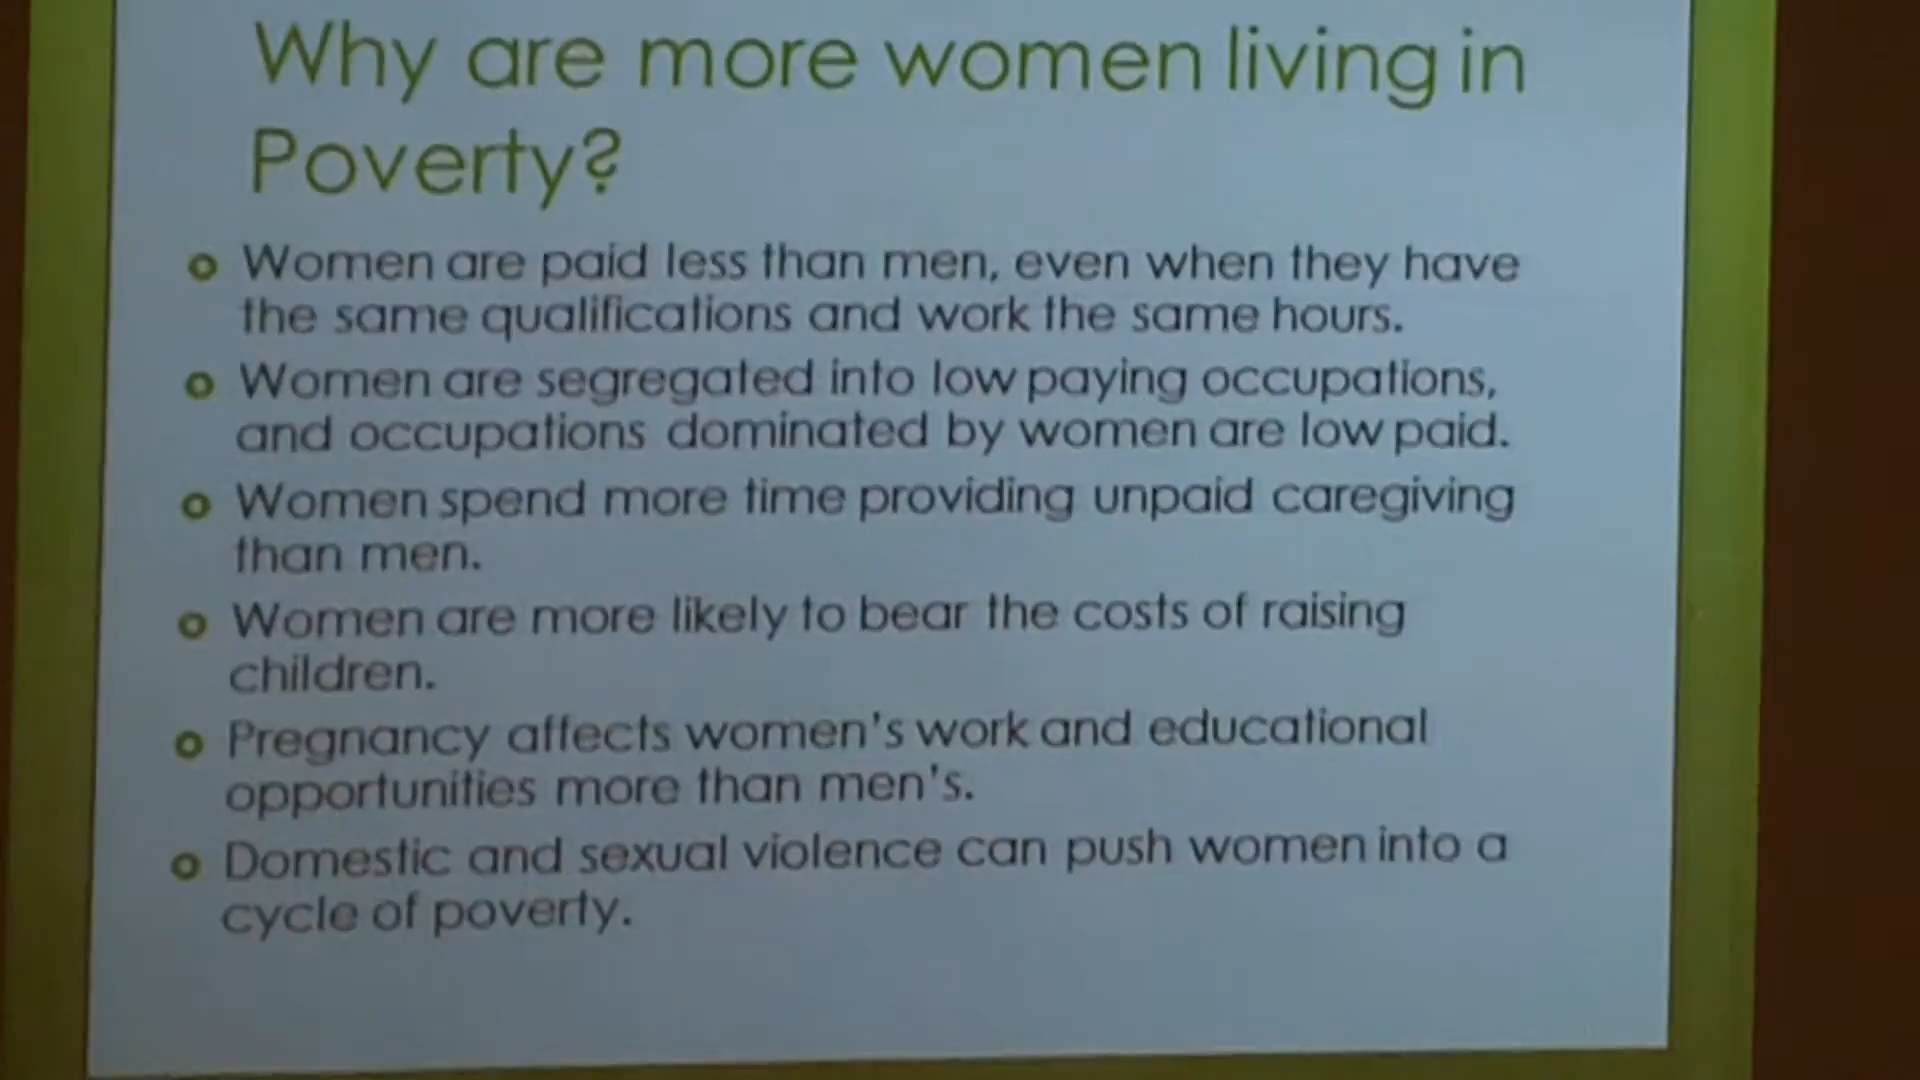 Why are more women living in
Poverty?
Women are paid less than men, even when they have
the same qualifications and work the same hours.
Women are segregated into low paying occupations,
and occupations dominated by women are low paid.
Women spend more time providing unpaid caregiving
than men.
Women are more likely to bear the costs of raising
children.
Pregnancy affects women's work and educational
opportunities more than men's.
Domestic and sexual violence can push women into a
cycle of poverty.